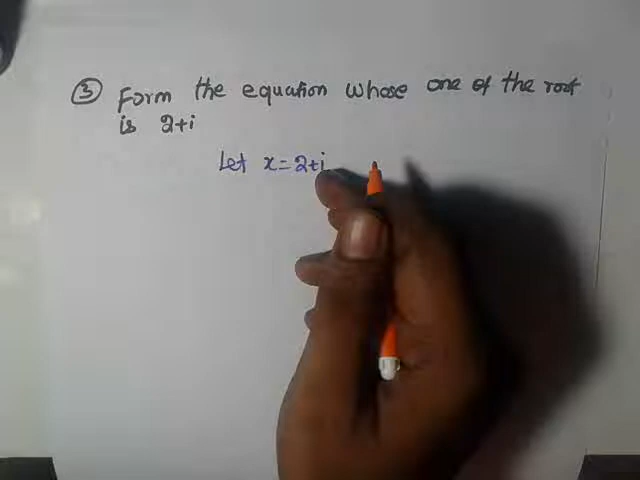 ③ Form the equation whose one of the root
is 2+i
Let x=2+i